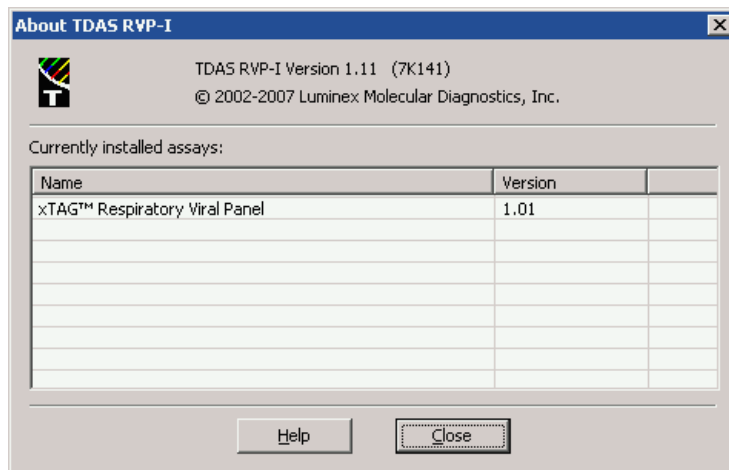 About TDAS RVP-I
T
TDAS RVP-I Version 1.11 (7K141)
© 2002-2007 Luminex Molecular Diagnostics, Inc.
Currently installed assays:
Name Version
xTAG™ Respiratory Viral Panel 1.01
Help Close